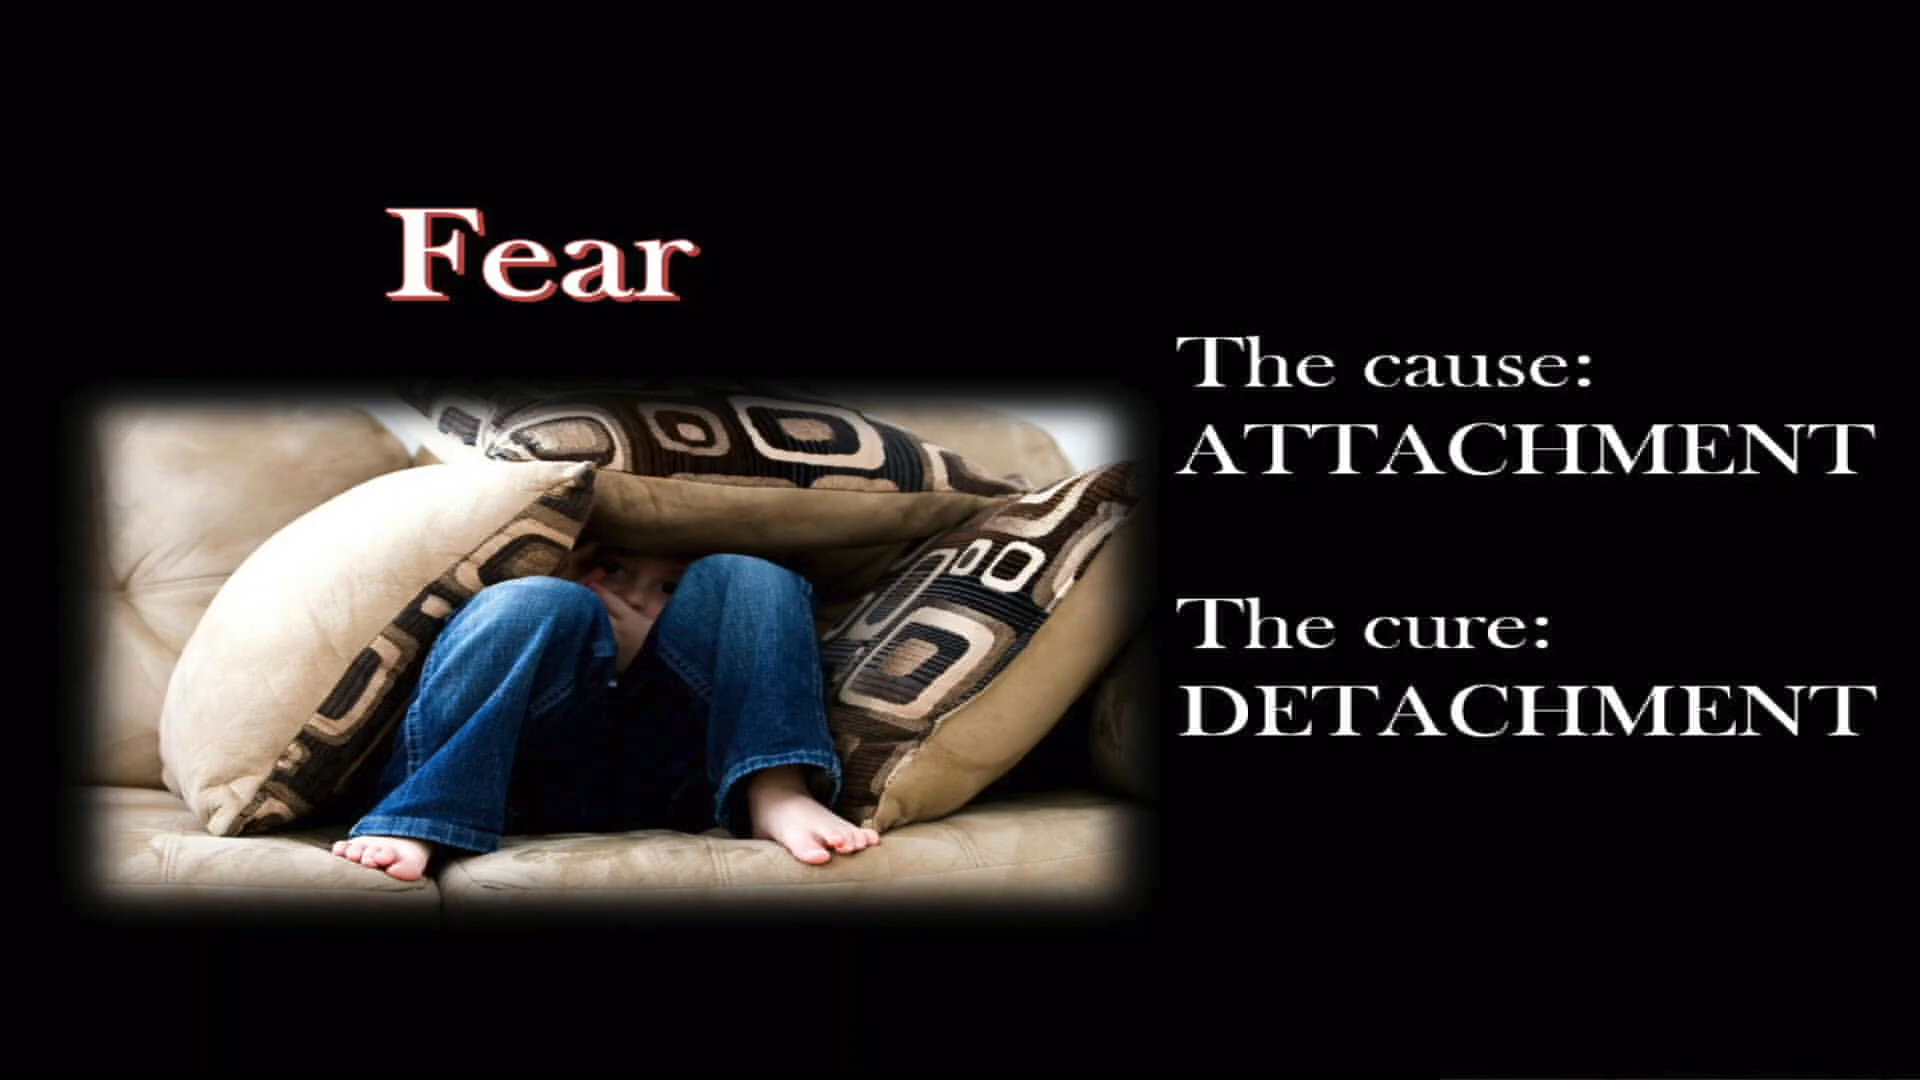 Fear
The cause:
ATTACHMENT
The cure:
DETACHMENT